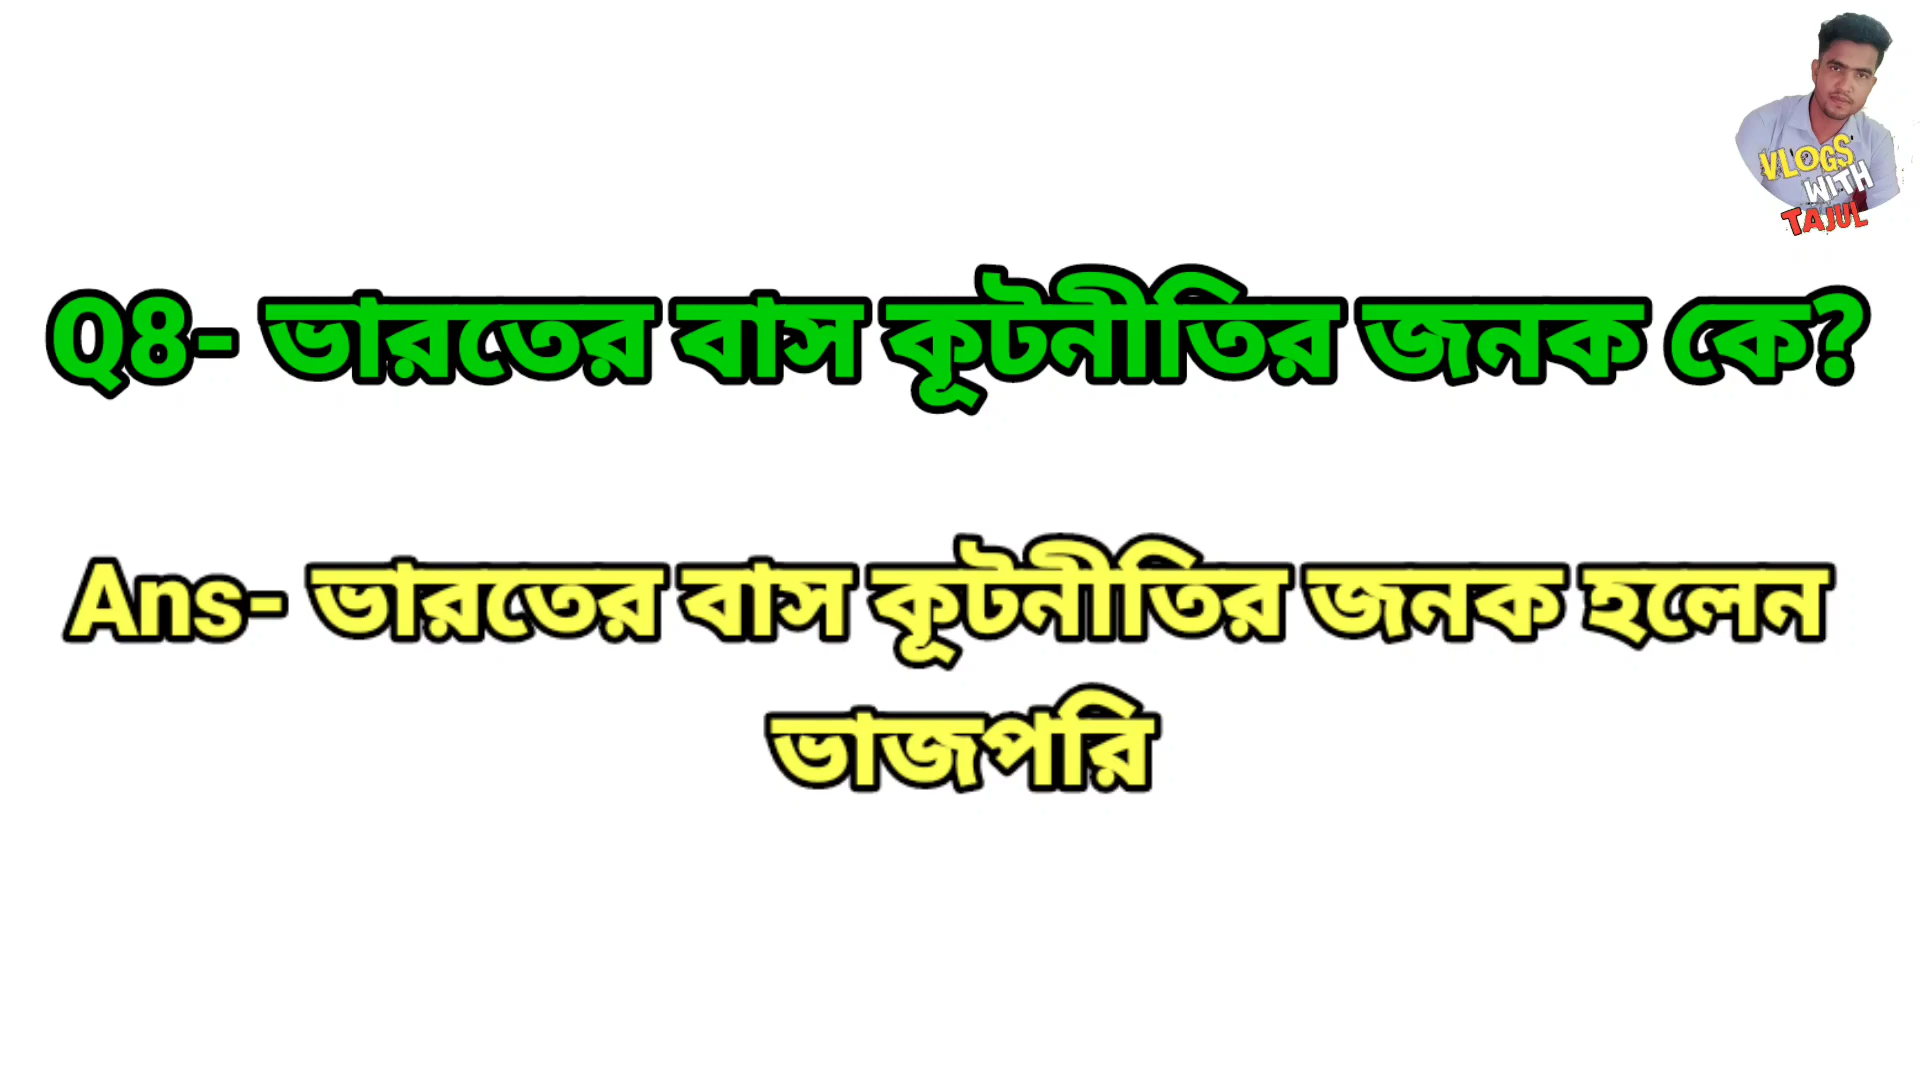 VLOGS
WITH
TAJUL
Q8- ভারতের বাস কূটনীতির জনক কে?
Ans- ভারতের বাস কূটনীতির জনক হলেন
ভাজপরি